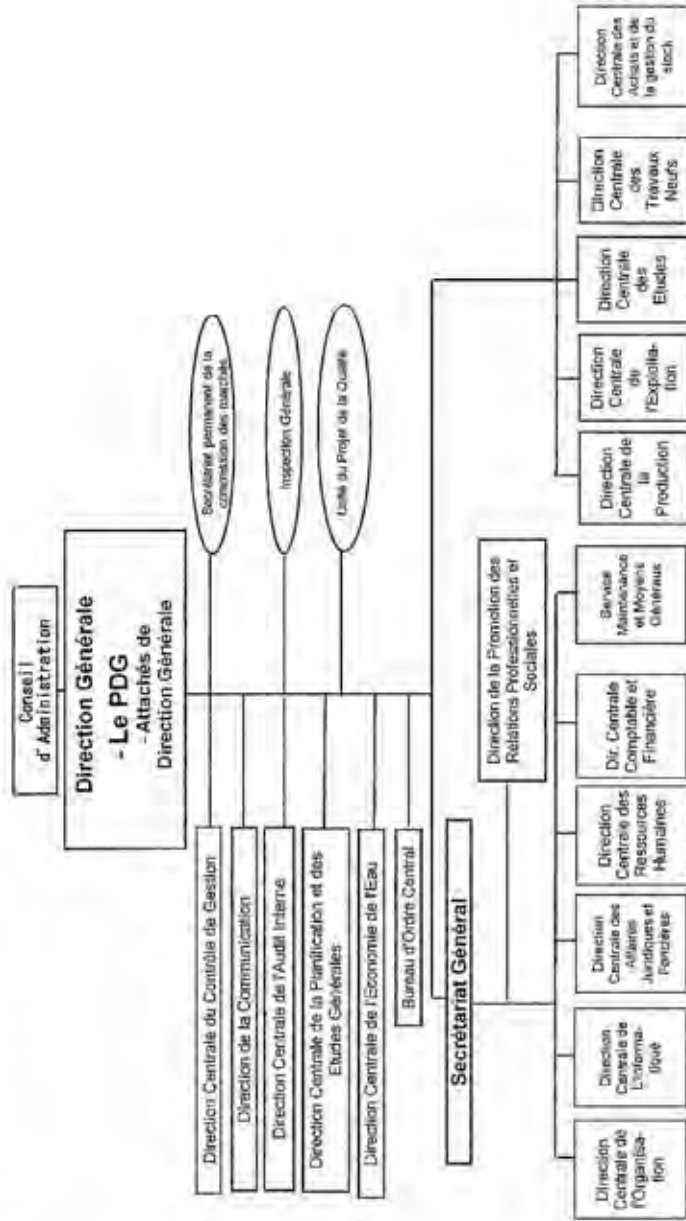 Conseil
d'Administration
Direction Générale
- Le PDG
- Attachés de
Direction Générale
Secrétariat permanent de la
commission des marchés
Inspection Générale
Unité du Projet de la Qualité
Direction Centrale du Contrôle de Gestion
Direction de la Communication
Direction Centrale de l'Audit Interne
Direction Centrale de la Planification et des
Etudes Générales
Direction Centrale de l'Economie de l'Eau
Bureau d'Ordre Central
Secrétariat Général
Direction de la Promotion des
Relations Professionnelles et
Sociales
Direction
Centrale de
l'Organisa-
tion
Direction
Centrale de
L'Informa-
tique
Direction
Centrale des
Affaires
Juridiques et
Foncières
Direction
Centrale des
Ressources
Humaines
Dir. Centrale
Comptable et
Financière
Service
Maintenance
et Moyens
Généraux
Direction
Centrale de
la
Production
Direction
Centrale
de
l'Exploita-
tion
Direction
Centrale
des
Etudes
Direction
Centrale
des
Travaux
Neufs
Direction
Centrale des
Achats et de
la gestion du
stock